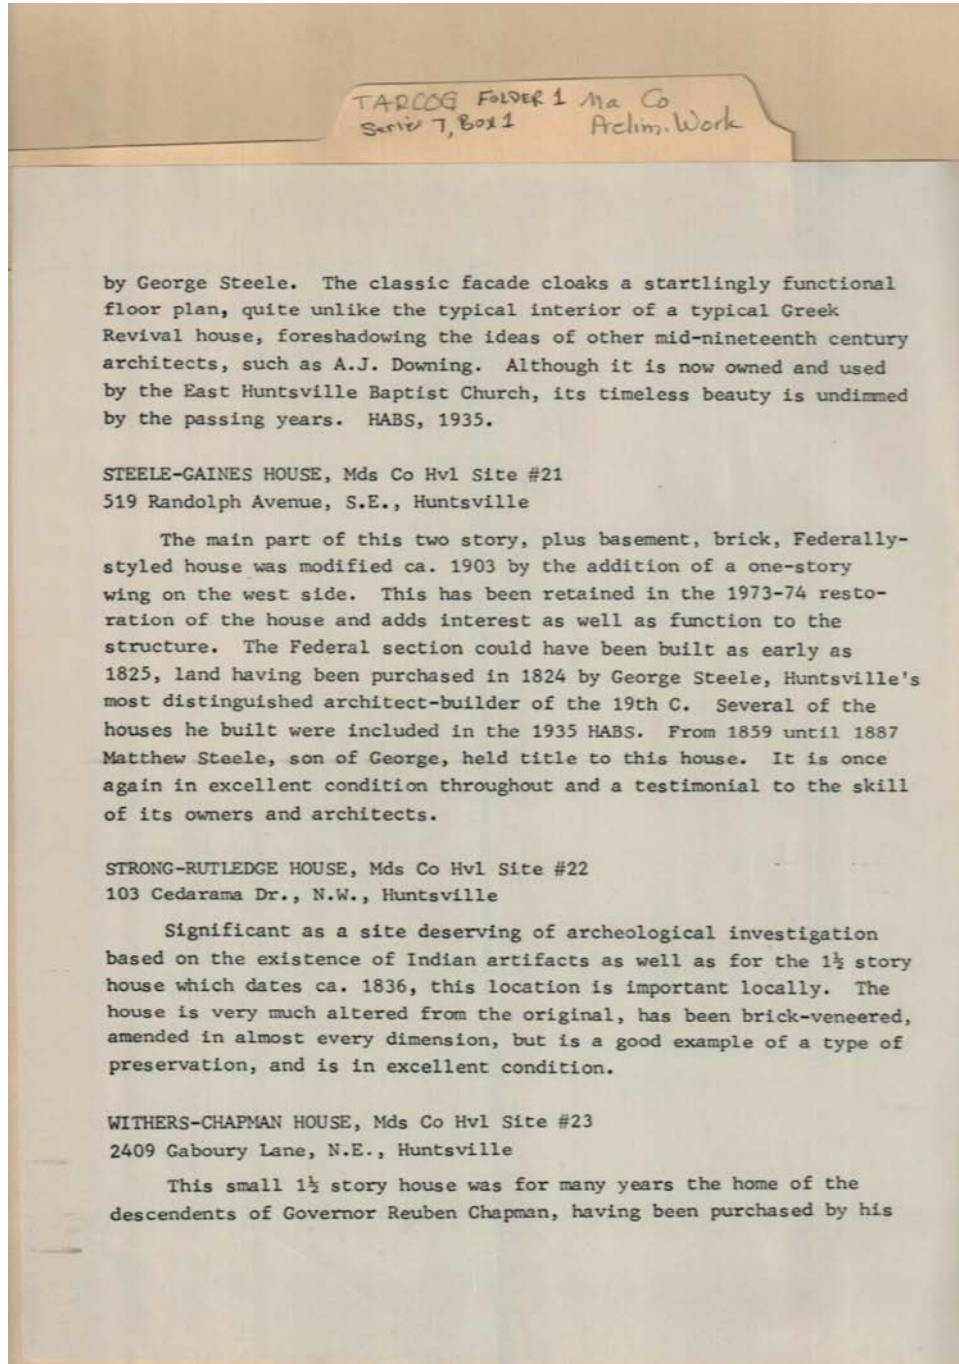 TARCOG FOLDER 1 Ma Co
Series 7, Box 1 Prelim. Work
by George Steele. The classic facade cloaks a startlingly functional
floor plan, quite unlike the typical interior of a typical Greek
Revival house, foreshadowing the ideas of other mid-nineteenth century
architects, such as A.J. Downing. Although it is now owned and used
by the East Huntsville Baptist Church, its timeless beauty is undimmed
by the passing years. HABS, 1935.
STEELE-GAINES HOUSE, Mds Co Hvl Site #21
519 Randolph Avenue, S.E., Huntsville
The main part of this two story, plus basement, brick, Federally-
styled house was modified ca. 1903 by the addition of a one-story
wing on the west side. This has been retained in the 1973-74 resto-
ration of the house and adds interest as well as function to the
structure. The Federal section could have been built as early as
1825, land having been purchased in 1824 by George Steele, Huntsville's
most distinguished architect-builder of the 19th C. Several of the
houses he built were included in the 1935 HABS. From 1859 until 1887
Matthew Steele, son of George, held title to this house. It is once
again in excellent condition throughout and a testimonial to the skill
of its owners and architects.
STRONG-RUTLEDGE HOUSE, Mds Co Hvl Site #22
103 Cedarama Dr., N.W., Huntsville
Significant as a site deserving of archeological investigation
based on the existence of Indian artifacts as well as for the 1½ story
house which dates ca. 1836, this location is important locally. The
house is very much altered from the original, has been brick-veneered,
amended in almost every dimension, but is a good example of a type of
preservation, and is in excellent condition.
WITHERS-CHAPMAN HOUSE, Mds Co Hvl Site #23
2409 Gaboury Lane, N.E., Huntsville
This small 1½ story house was for many years the home of the
descendents of Governor Reuben Chapman, having been purchased by his